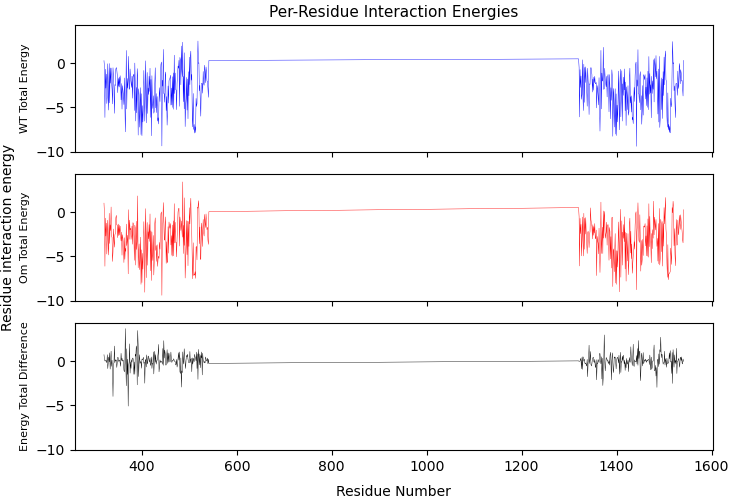 Per-Residue Interaction Energies
Residue interaction energy
WT Total Energy
0
−5
−10
Om Total Energy
0
−5
−10
Energy Total Difference
0
−5
−10
400 600 800 1000 1200 1400 1600
Residue Number